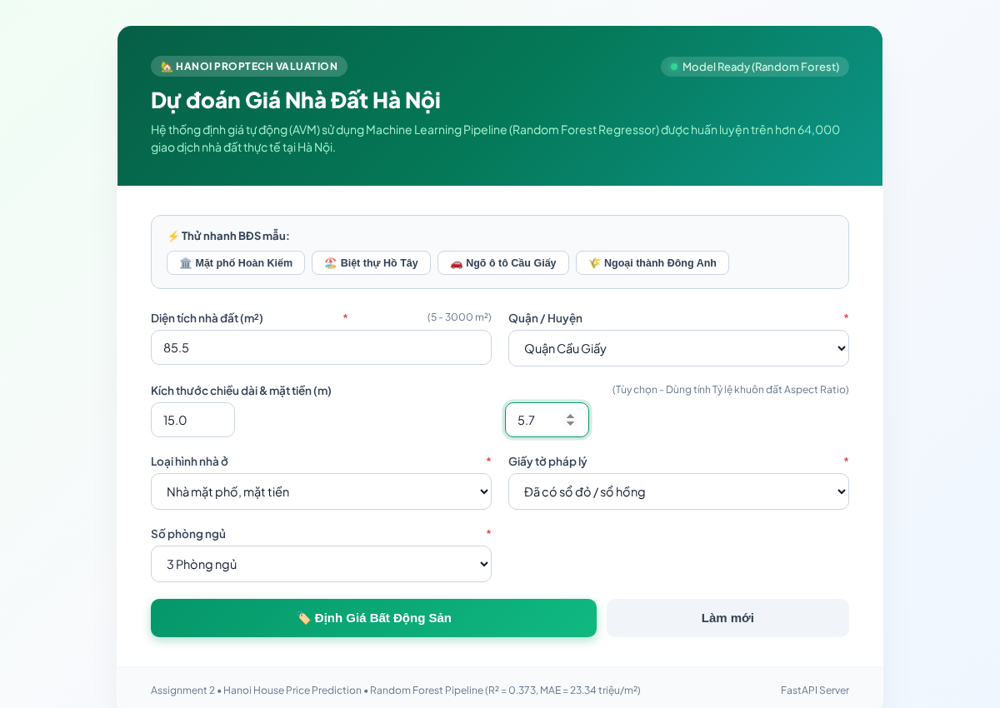 🏡 HANOI PROPTECH VALUATION
Model Ready (Random Forest)
Dự đoán Giá Nhà Đất Hà Nội
Hệ thống định giá tự động (AVM) sử dụng Machine Learning Pipeline (Random Forest Regressor) được huấn luyện trên hơn 64,000
giao dịch nhà đất thực tế tại Hà Nội.
⚡ Thử nhanh BĐS mẫu:
🏛️ Mặt phố Hoàn Kiếm
🏖️ Biệt thự Hồ Tây
🚗 Ngõ ô tô Cầu Giấy
🌾 Ngoại thành Đông Anh
Diện tích nhà đất (m²) * (5 - 3000 m²)
Quận / Huyện *
85.5
Quận Cầu Giấy
Kích thước chiều dài & mặt tiền (m)
(Tùy chọn - Dùng tính Tỷ lệ khuôn đất Aspect Ratio)
15.0
5.7
Loại hình nhà ở *
Giấy tờ pháp lý *
Nhà mặt phố, mặt tiền
Đã có sổ đỏ / sổ hồng
Số phòng ngủ *
3 Phòng ngủ
🏷️ Định Giá Bất Động Sản
Làm mới
Assignment 2 • Hanoi House Price Prediction • Random Forest Pipeline (R² = 0.373, MAE = 23.34 triệu/m²)
FastAPI Server